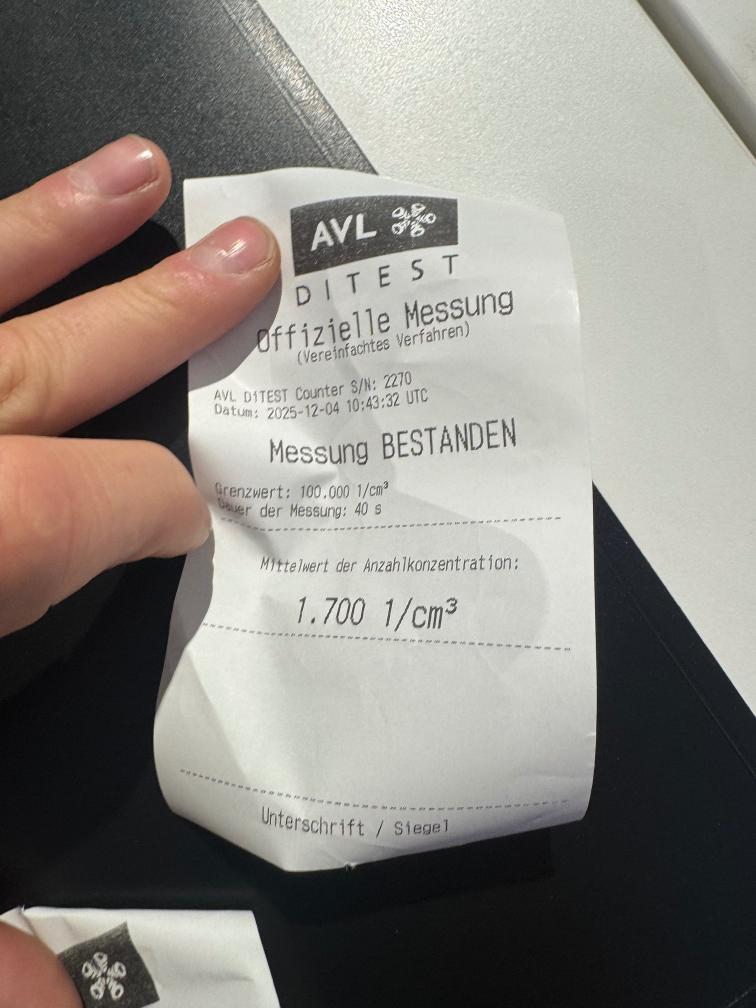 AVL
DITEST
Offizielle Messung
(Vereinfachtes Verfahren)
AVL DiTEST Counter S/N: 2270
Datum: 2025-12-04 10:43:32 UTC
Messung BESTANDEN
Grenzwert: 100.000 1/cm³
Dauer der Messung: 40 s
Mittelwert der Anzahlkonzentration:
1.700 1/cm³
Unterschrift / Siegel